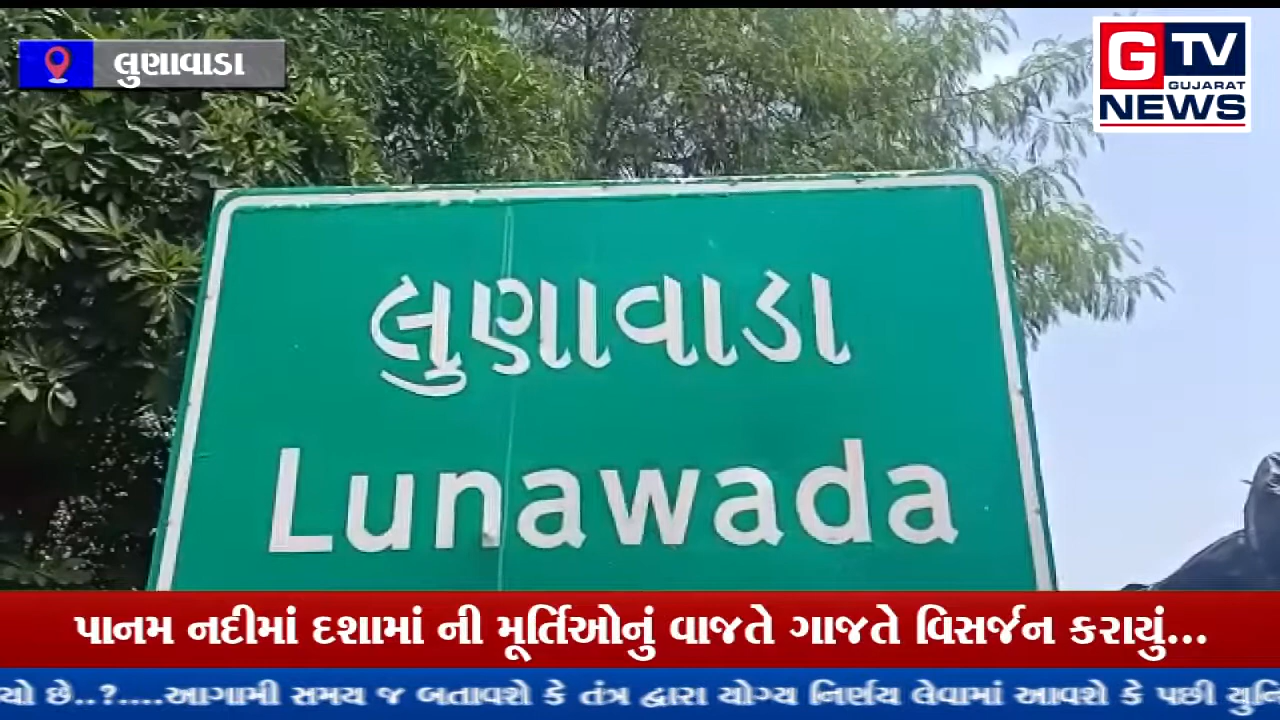 લુણાવાડા
G TV
GUJARAT
NEWS
લુણાવાડા
Lunawada
પાનમ નદીમાં દશામાં ની મૂર્તિઓનું વાજતે ગાજતે વિસર્જન કરાયું...
છે..?....આગામી સમય જ બતાવશે કે તંત્ર દ્વારા યોગ્ય નિર્ણય લેવામાં આવશે કે પછી